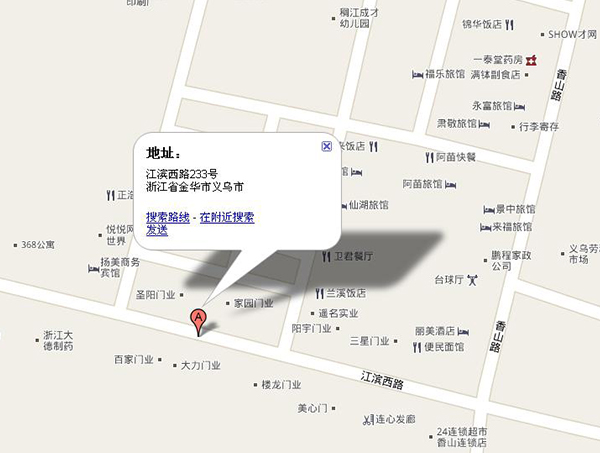 印刷厂
稠江成才
幼儿园
锦华饭店
SHOW才网
一泰堂药房
福乐旅馆
满钵副食店
香山路
永富旅馆
肃敬旅馆
行李寄存
来饭店
阿苗快餐
地址：
江滨西路233号
浙江省金华市义乌市
搜索路线 - 在附近搜索
发送
馆
阿苗旅馆
正浩
仙湖旅馆
景中旅馆
来福旅馆
悦悦网
世界
368公寓
卫君餐厅
鹏程家政
公司
义乌劳
市场
扬美商务
宾馆
台球厅
圣阳门业
家园门业
兰溪饭店
遥名实业
A
阳宇门业
丽美酒店
香山路
浙江大
德制药
三星门业
便民面馆
百家门业
大力门业
江滨西路
楼龙门业
美心门
连心发廊
24连锁超市
香山连锁店